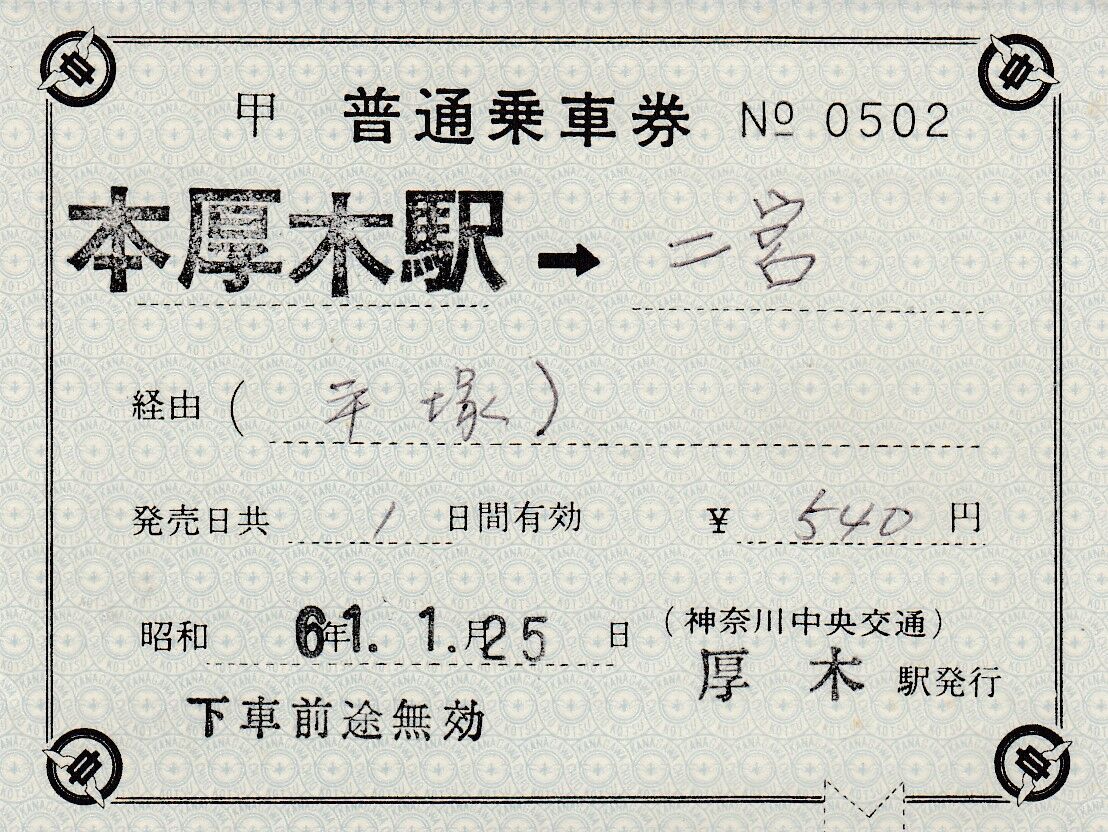 甲 普通乗車券 № 0502
本厚木駅 ➡ 二宮
経由 ( 平塚 )
発売日共 1 日間有効 ¥ 540 円
昭和 61年. 1.月25 日
(神奈川中央交通)
厚木 駅発行
下車前途無効